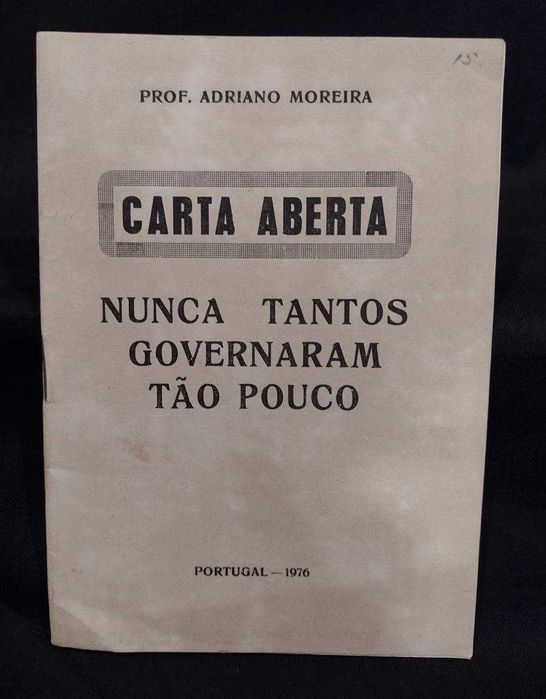 15.
PROF. ADRIANO MOREIRA
CARTA ABERTA
NUNCA TANTOS
GOVERNARAM
TÃO POUCO
PORTUGAL — 1976